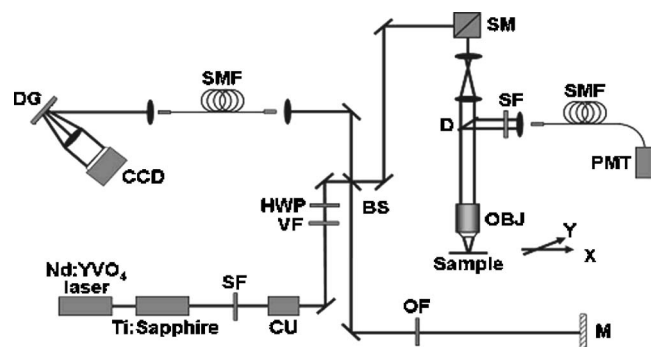 SM
SMF
SMF
DG
SF
D
PMT
CCD
HWP
BS
OBJ
VF
Y
X
Nd:YVO4
laser
Sample
SF
OF
M
Ti:Sapphire
CU